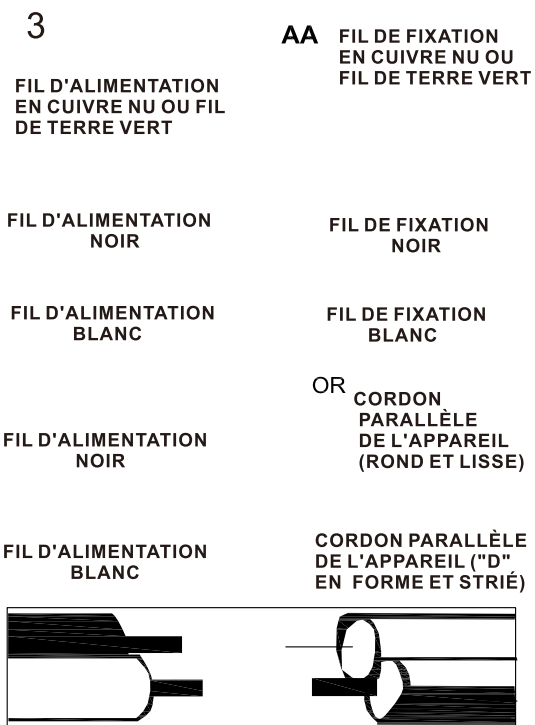 3
AA FIL DE FIXATION
EN CUIVRE NU OU
FIL DE TERRE VERT
FIL D'ALIMENTATION
EN CUIVRE NU OU FIL
DE TERRE VERT
FIL D'ALIMENTATION
NOIR
FIL DE FIXATION
NOIR
FIL D'ALIMENTATION
BLANC
FIL DE FIXATION
BLANC
OR
CORDON
PARALLÈLE
DE L'APPAREIL
(ROND ET LISSE)
FIL D'ALIMENTATION
NOIR
FIL D'ALIMENTATION
BLANC
CORDON PARALLÈLE
DE L'APPAREIL ("D"
EN FORME ET STRIÉ)